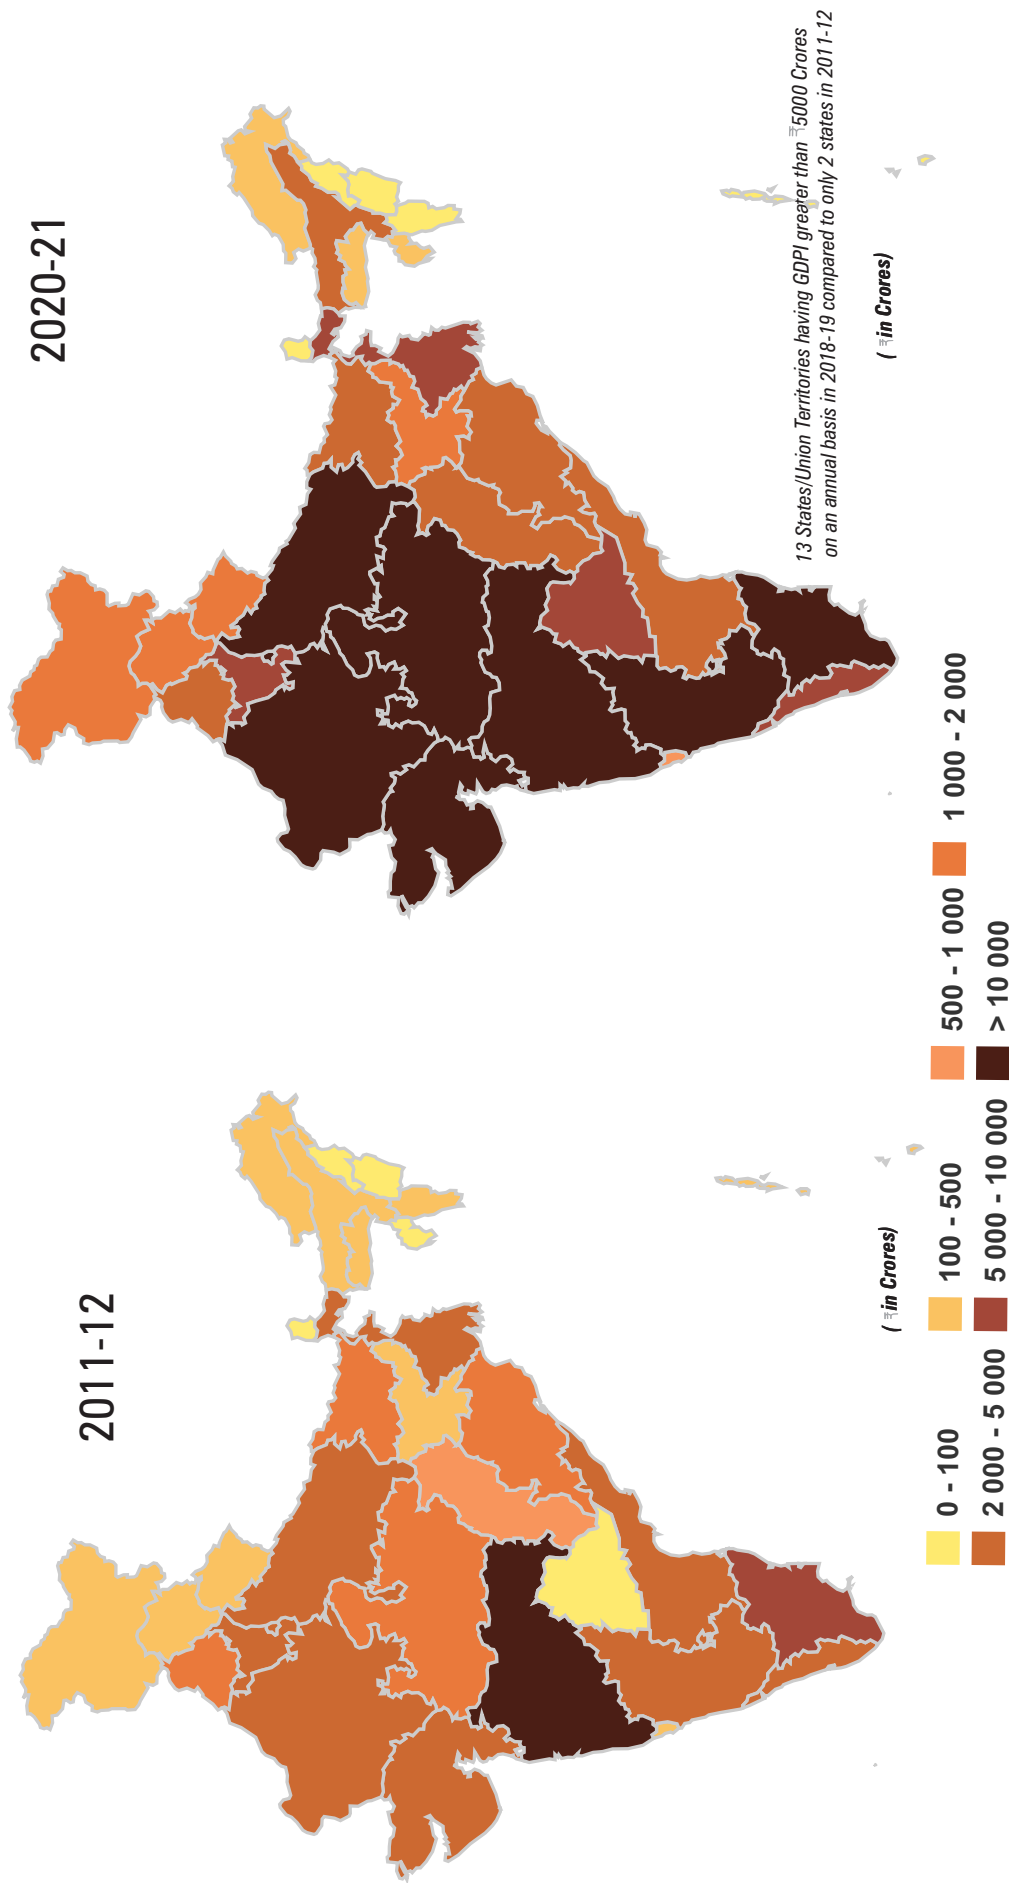 2011-12
2020-21
13 States/Union Territories having GDPI greater than ₹5000 Crores
on an annual basis in 2018-19 compared to only 2 states in 2011-12
( ₹ in Crores)
( ₹ in Crores)
0 - 100
100 - 500
500 - 1 000
1 000 - 2 000
2 000 - 5 000
5 000 - 10 000
> 10 000